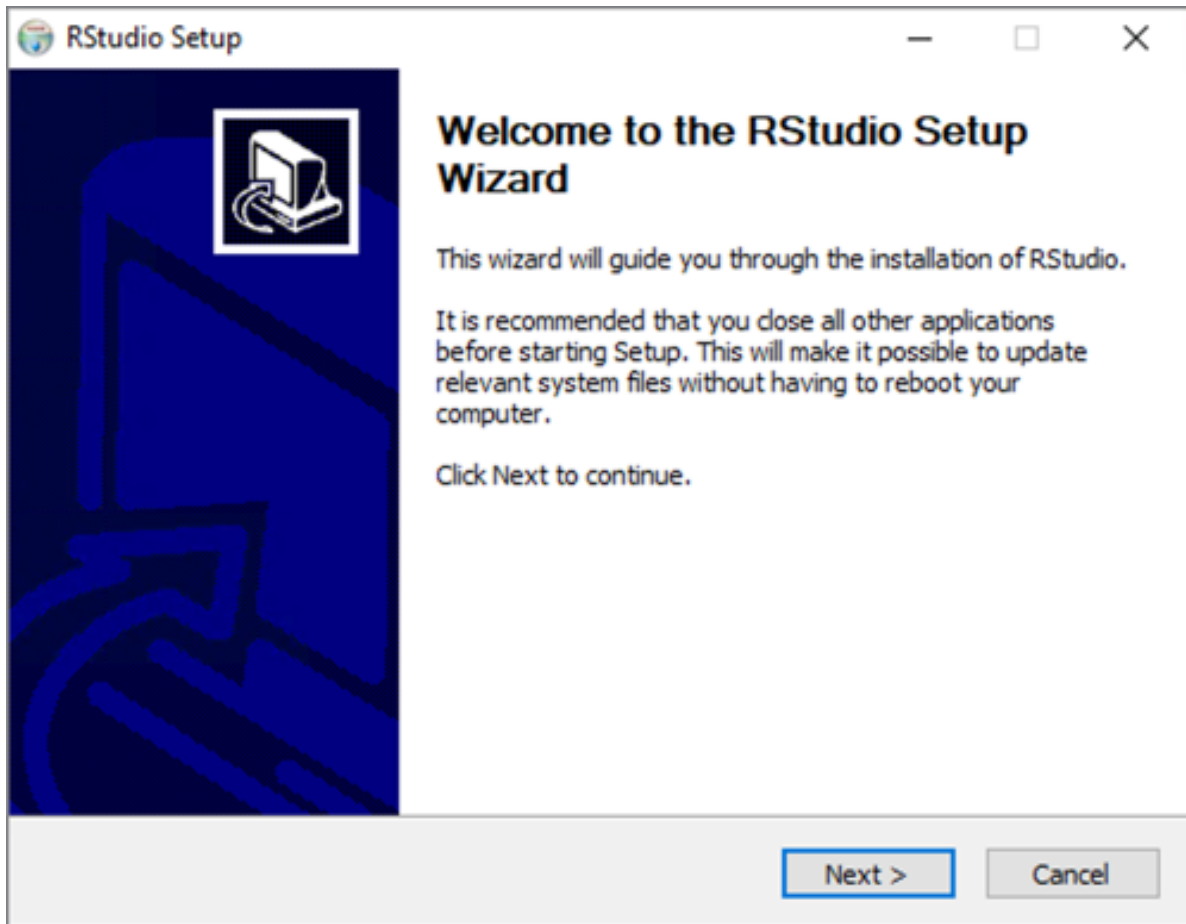 RStudio Setup
Welcome to the RStudio Setup
Wizard
This wizard will guide you through the installation of RStudio.
It is recommended that you close all other applications
before starting Setup. This will make it possible to update
relevant system files without having to reboot your
computer.
Click Next to continue.
Next >
Cancel